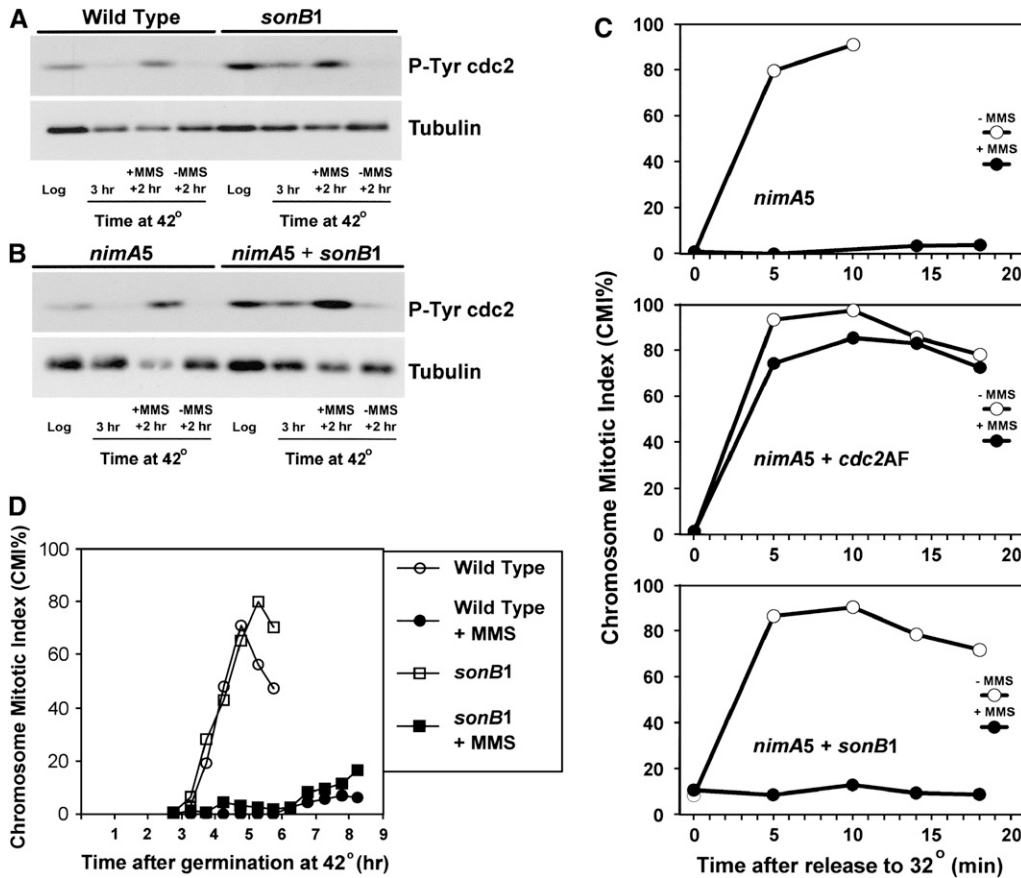 A
Wild Type
sonB1
P-Tyr cdc2
Tubulin
Log
3 hr
+MMS
+2 hr
-MMS
+2 hr
Log
3 hr
+MMS
+2 hr
-MMS
+2 hr
Time at 42°
Time at 42°
B
nimA5
nimA5 + sonB1
P-Tyr cdc2
Tubulin
Log
3 hr
+MMS
+2 hr
-MMS
+2 hr
Log
3 hr
+MMS
+2 hr
-MMS
+2 hr
Time at 42°
Time at 42°
D
Chromosome Mitotic Index (CMI%)
100
80
60
40
20
0
1 2 3 4 5 6 7 8 9
Time after germination at 42° (hr)
Wild Type
Wild Type
+ MMS
sonB1
sonB1
+ MMS
C
Chromosome Mitotic Index (CMI%)
100
80
60
40
20
0
0 5 10 15 20
- MMS
+ MMS
nimA5
100
80
60
40
20
0
0 5 10 15 20
- MMS
+ MMS
nimA5 + cdc2AF
100
80
60
40
20
0
0 5 10 15 20
- MMS
+ MMS
nimA5 + sonB1
Time after release to 32° (min)